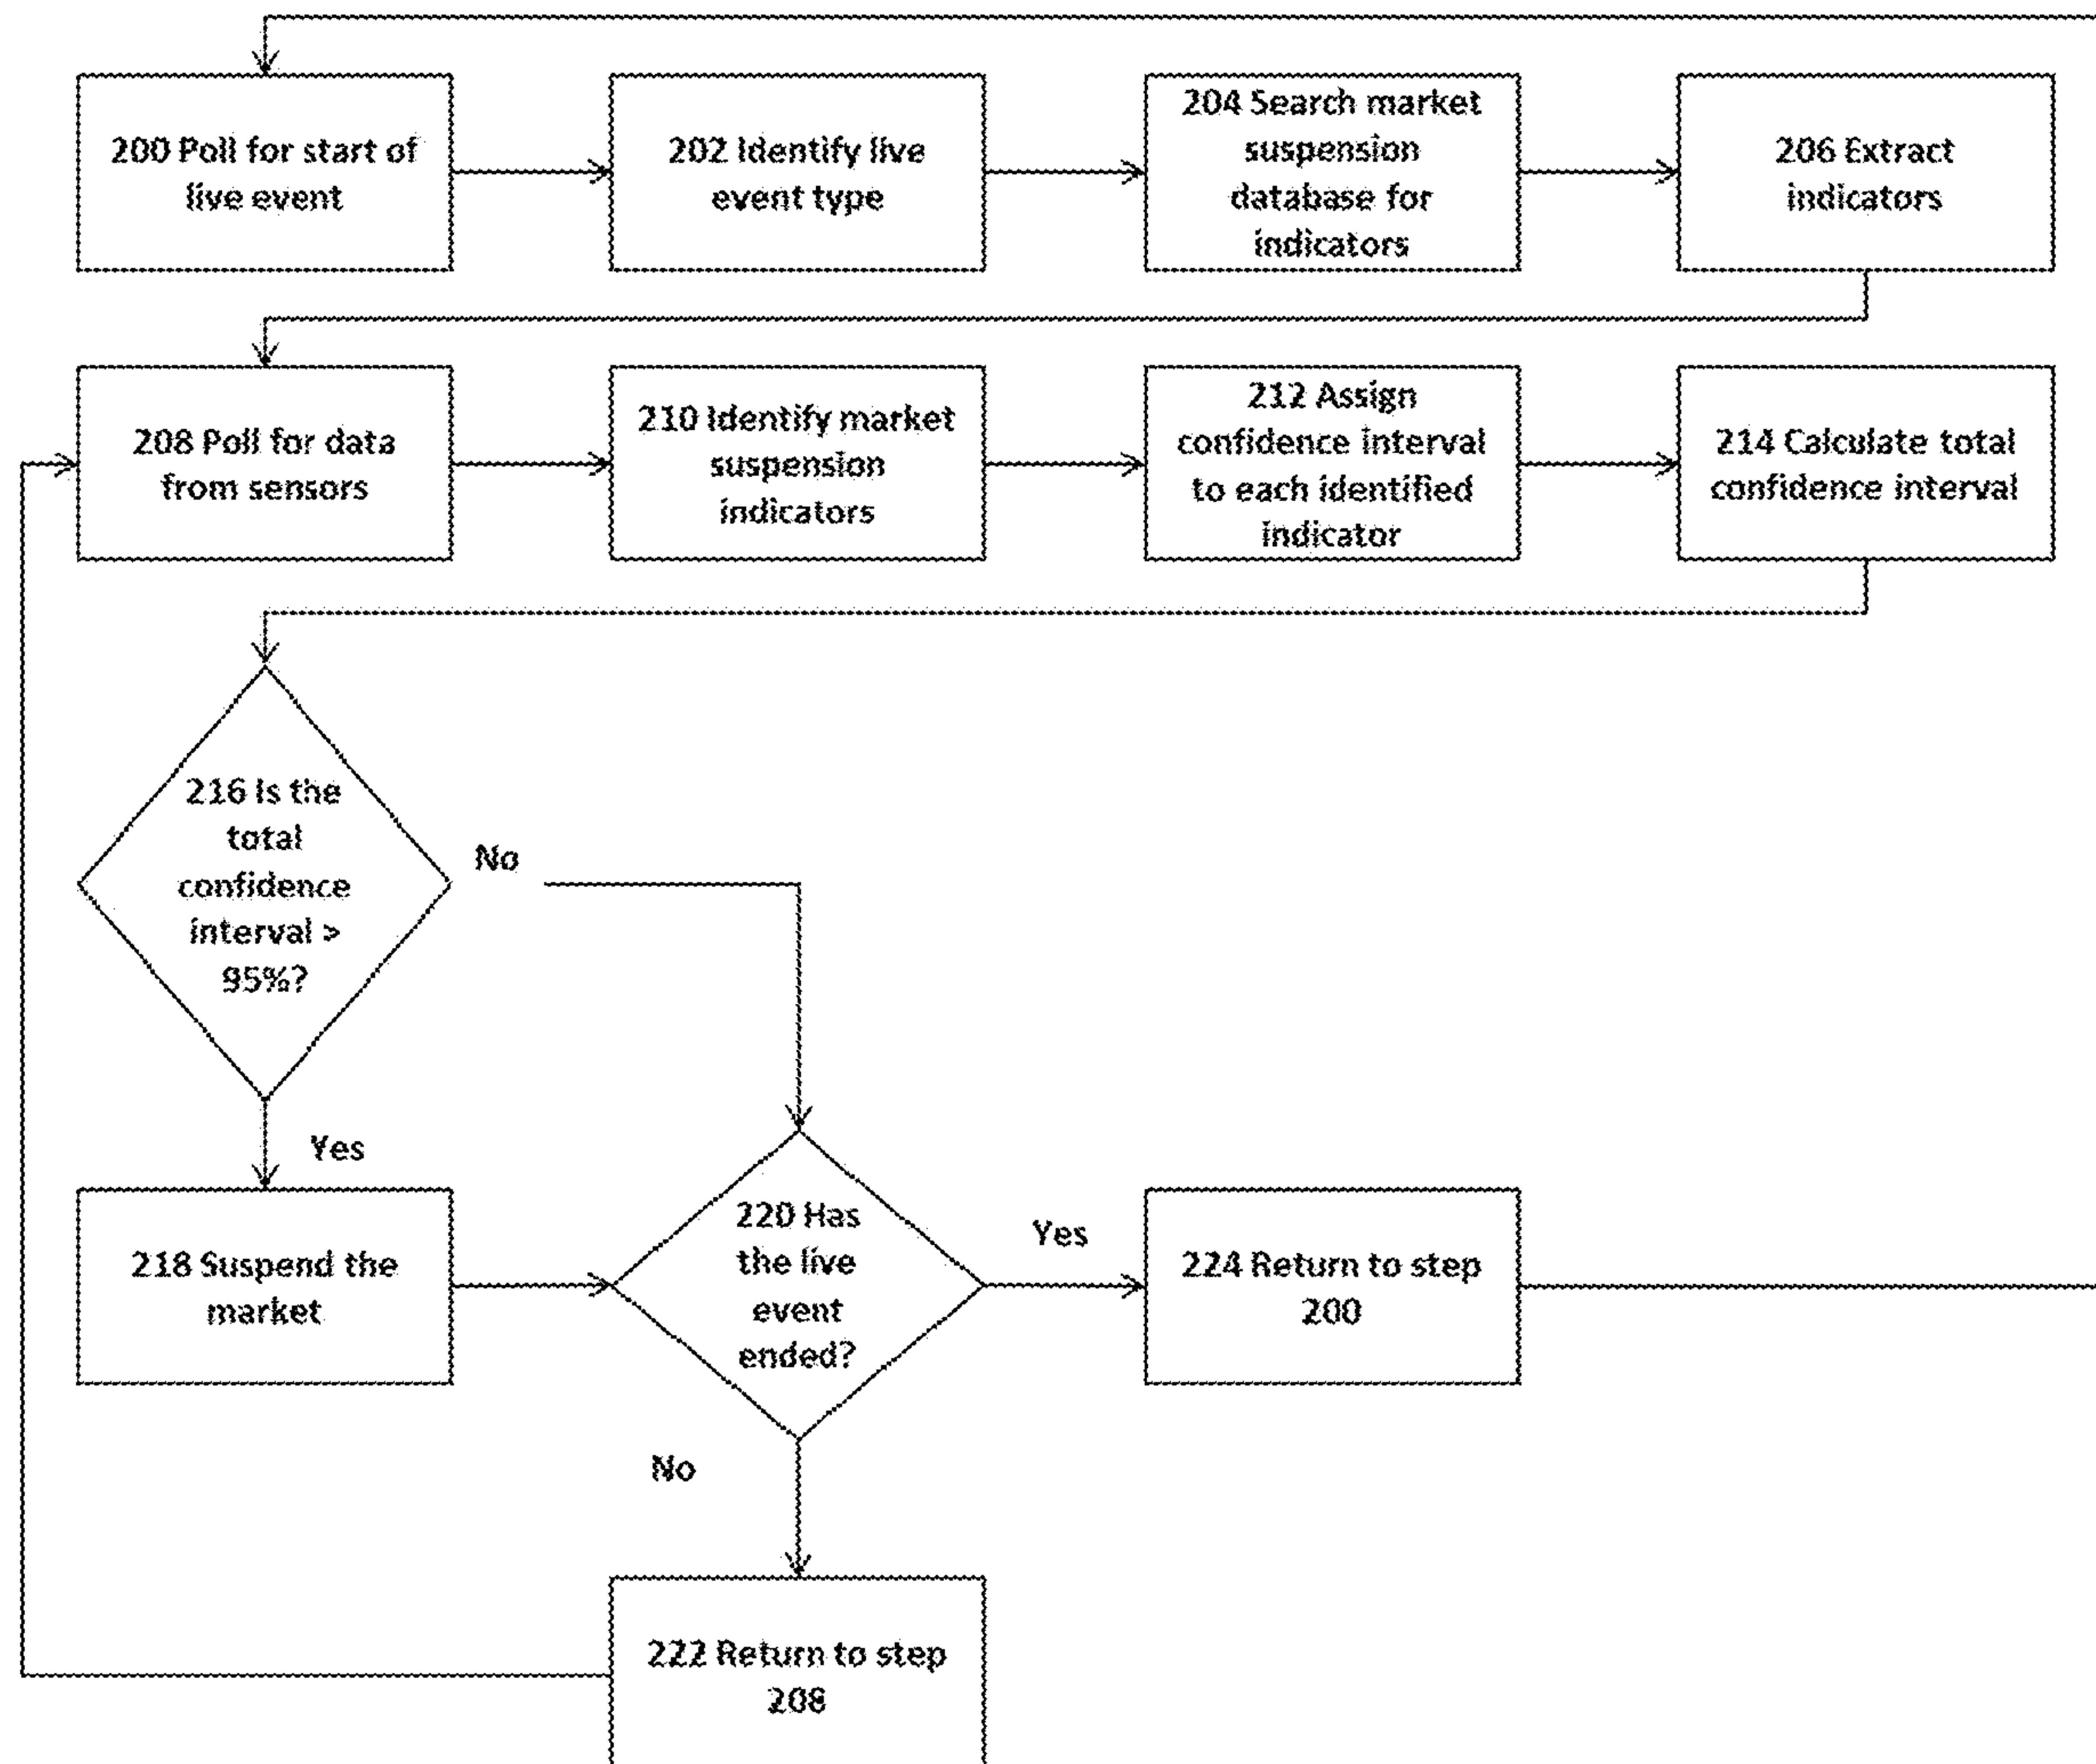 200 Poll for start of
live event
202 Identify live
event type
204 Search market
suspension
database for
indicators
206 Extract
indicators
208 Poll for data
from sensors
210 Identify market
suspension
indicators
212 Assign
confidence interval
to each identified
indicator
214 Calculate total
confidence interval
216 Is the
total
confidence
interval >
95%?
No
Yes
218 Suspend the
market
220 Has
the live
event
ended?
Yes
224 Return to step
200
No
222 Return to step
208